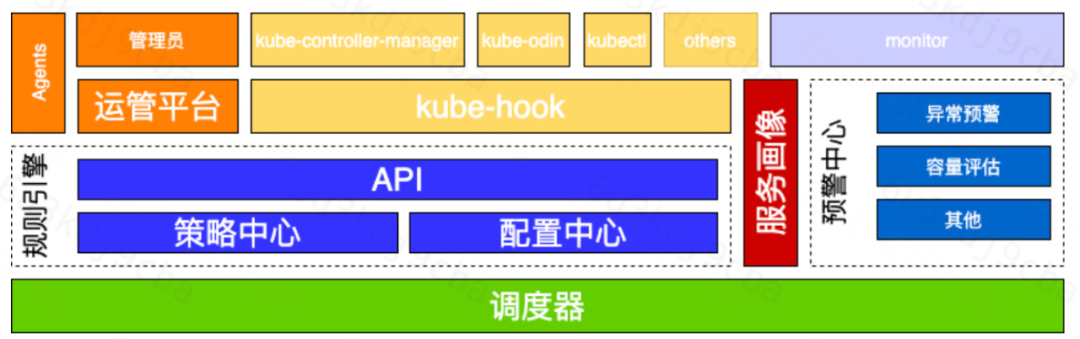 Agents
管理员
kube-controller-manager
kube-odin
kubectl
others
monitor
运管平台
kube-hook
服务画像
预警中心
异常预警
容量评估
其他
规则引擎
API
策略中心
配置中心
调度器